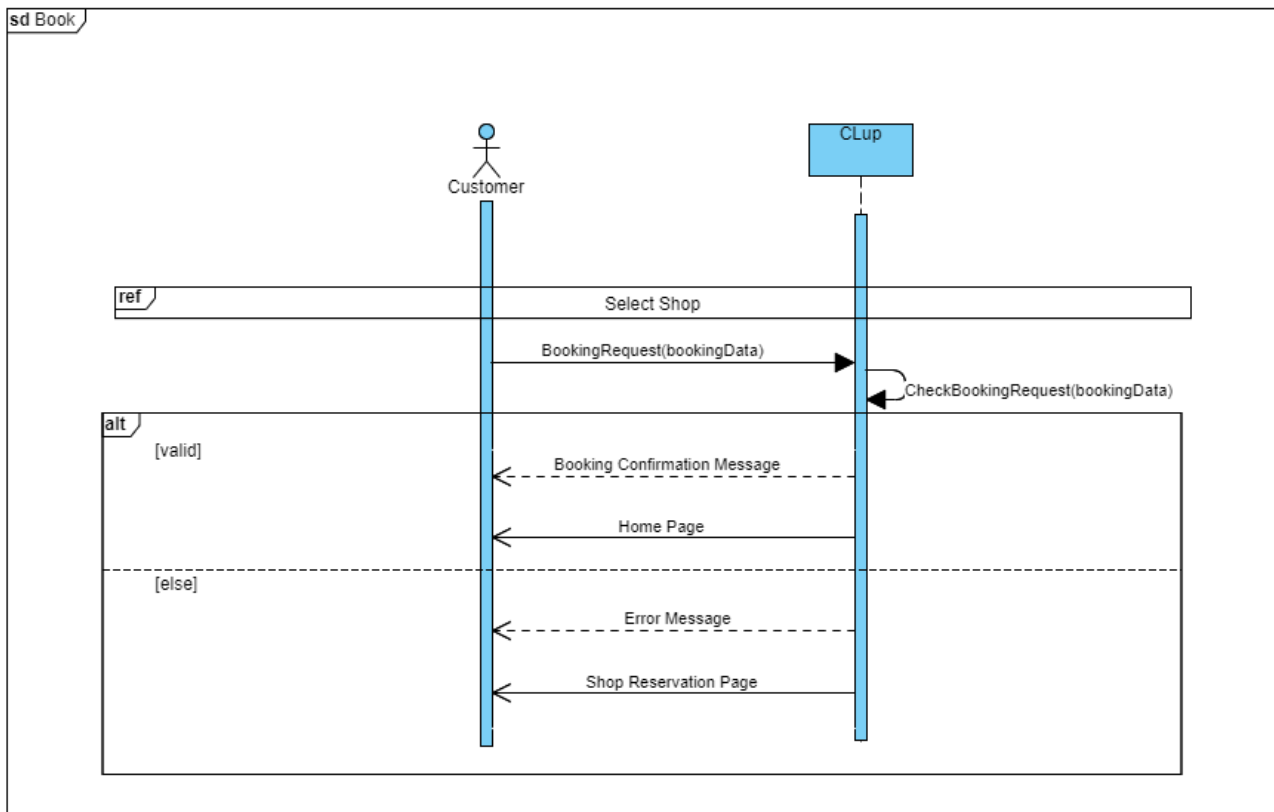 sd Book
CLup
Customer
ref
Select Shop
BookingRequest(bookingData)
CheckBookingRequest(bookingData)
alt
[valid]
Booking Confirmation Message
Home Page
[else]
Error Message
Shop Reservation Page